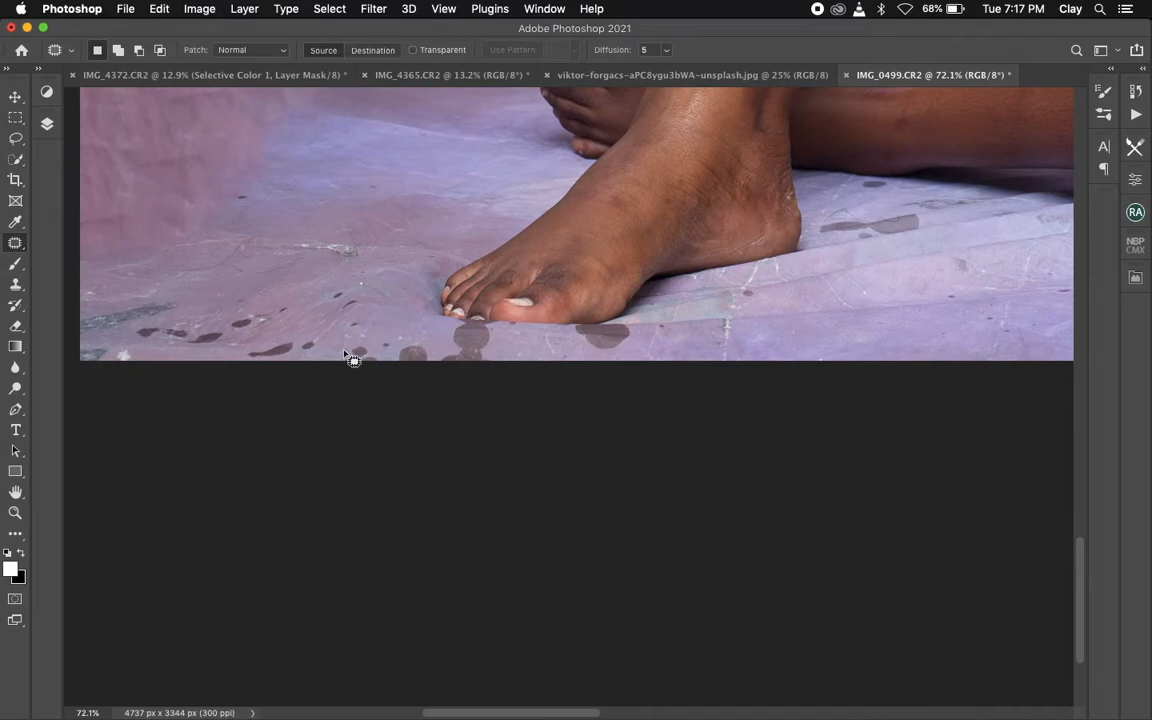 Photoshop File Edit Image Layer Type Select Filter 3D View Plugins Window Help 68% Tue 7:17 PM Clay
Adobe Photoshop 2021
Patch: Normal Source Destination Transparent Use Pattern Diffusion: 5
IMG_4372.CR2 @ 12.9% (Selective Color 1, Layer Mask/8) * IMG_4365.CR2 @ 13.2% (RGB/8*) * viktor-forgacs-aPC8ygu3bWA-unsplash.jpg @ 25% (RGB/8) IMG_0499.CR2 @ 72.1% (RGB/8*) *
A
RA
NBP
CMX
T
72.1% 4737 px x 3344 px (300 ppi)